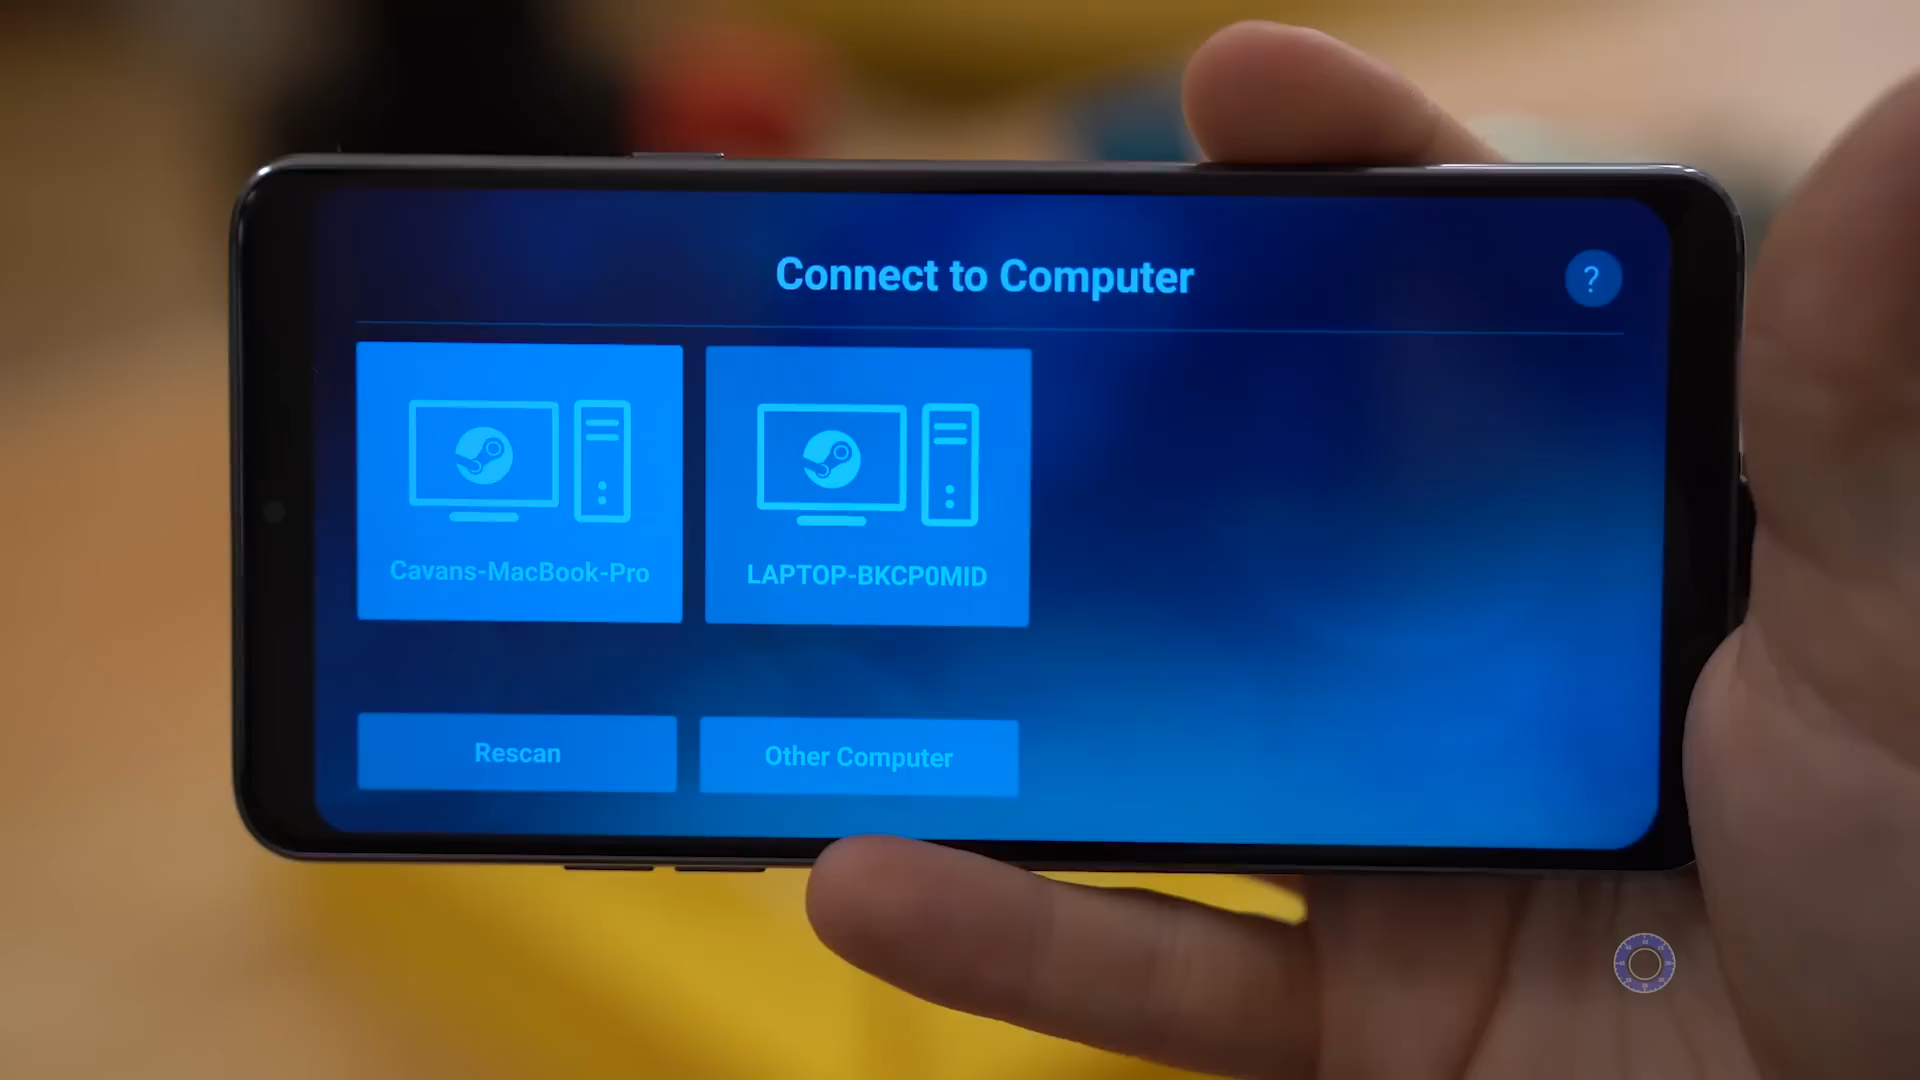 Connect to Computer
?
Cavans-MacBook-Pro
LAPTOP-BKCP0MID
Rescan
Other Computer